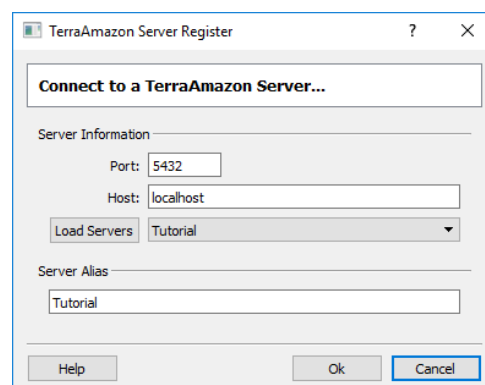 TerraAmazon Server Register ?
Connect to a TerraAmazon Server...
Server Information
Port: 5432
Host: localhost
Load Servers Tutorial
Server Alias
Tutorial
Help Ok Cancel